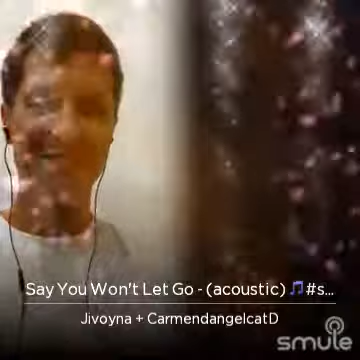 Say You Won't Let Go - (acoustic) 🎵#s...
Jivoyna + CarmendangelcatD
smule